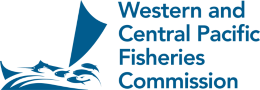 Western and
Central Pacific
Fisheries
Commission